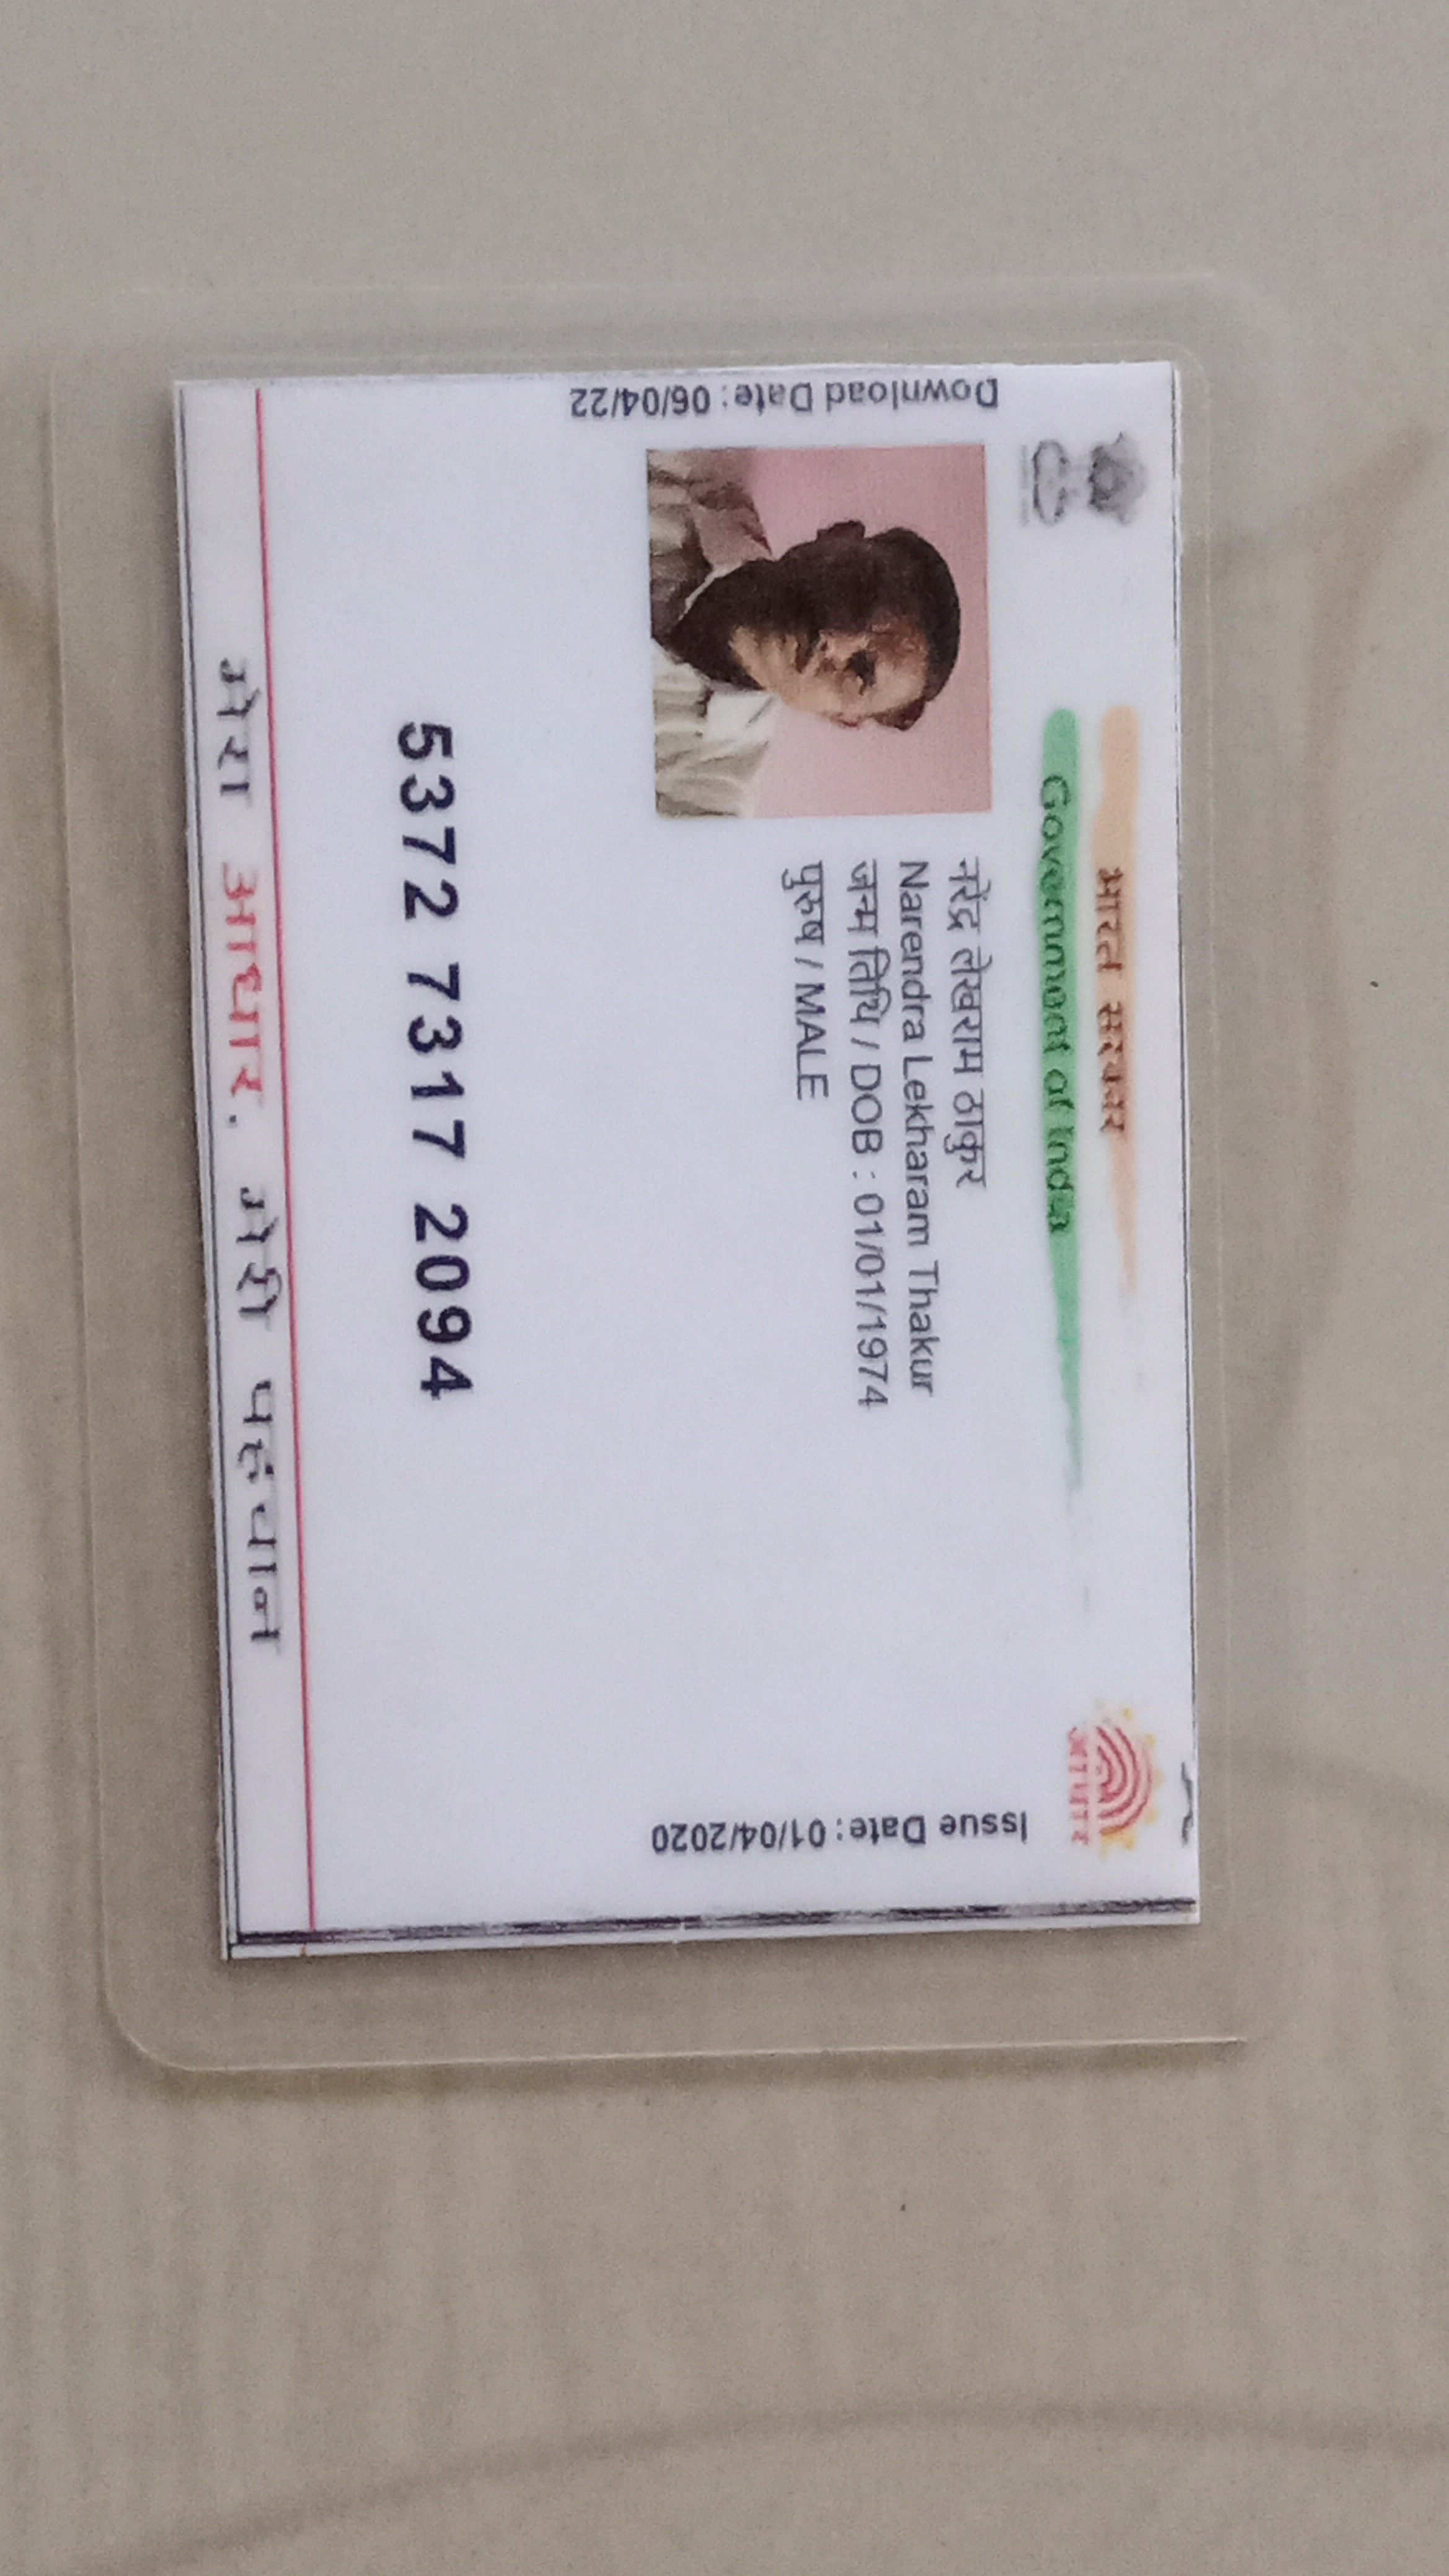 भारत सरकार
Government of India
Download Date: 06/04/22
Issue Date: 01/04/2020
नरेंद्र लेखराम ठाकुर
Narendra Lekharam Thakur
जन्म तिथि / DOB : 01/01/1974
पुरुष / MALE
5372 7317 2094
मेरा आधार, मेरी पहचान